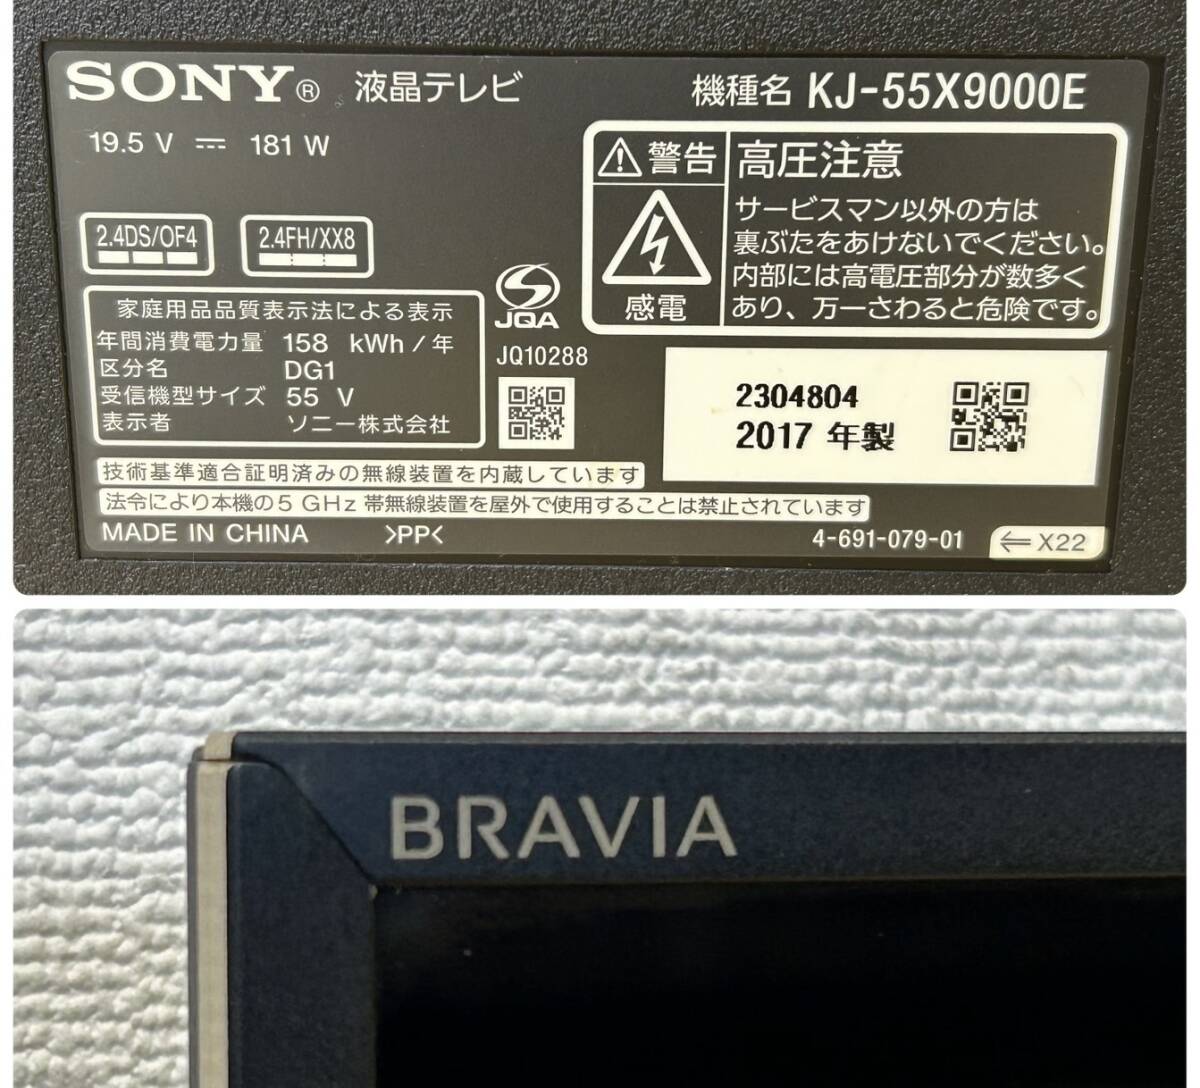 SONY® 液晶テレビ 機種名 KJ-55X9000E
19.5 V ⎓ 181 W
2.4DS/OF4 2.4FH/XX8
警告 高圧注意
感電
サービスマン以外の方は
裏ぶたをあけないでください。
内部には高電圧部分が数多く
あり、万一さわると危険です。
家庭用品品質表示法による表示
年間消費電力量 158 kWh / 年
区分名 DG1
受信機型サイズ 55 V
表示者 ソニー株式会社
JQA
JQ10288
2304804
2017 年製
技術基準適合証明済みの無線装置を内蔵しています
法令により本機の5 GHz 帯無線装置を屋外で使用することは禁止されています
MADE IN CHINA >PP< 4-691-079-01 ⇐ X22
BRAVIA